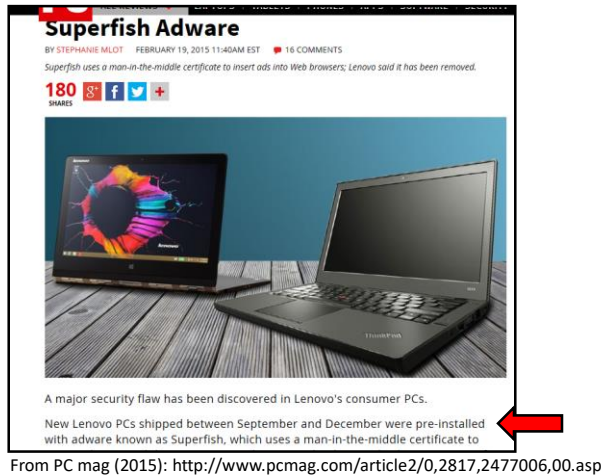 Superfish Adware
BY STEPHANIE MLOT FEBRUARY 19, 2015 11:40AM EST 16 COMMENTS
Superfish uses a man-in-the-middle certificate to insert ads into Web browsers; Lenovo said it has been removed.
180
SHARES
g+ f +
ThinkPad
A major security flaw has been discovered in Lenovo's consumer PCs.
New Lenovo PCs shipped between September and December were pre-installed
with adware known as Superfish, which uses a man-in-the-middle certificate to
From PC mag (2015): http://www.pcmag.com/article2/0,2817,2477006,00.asp